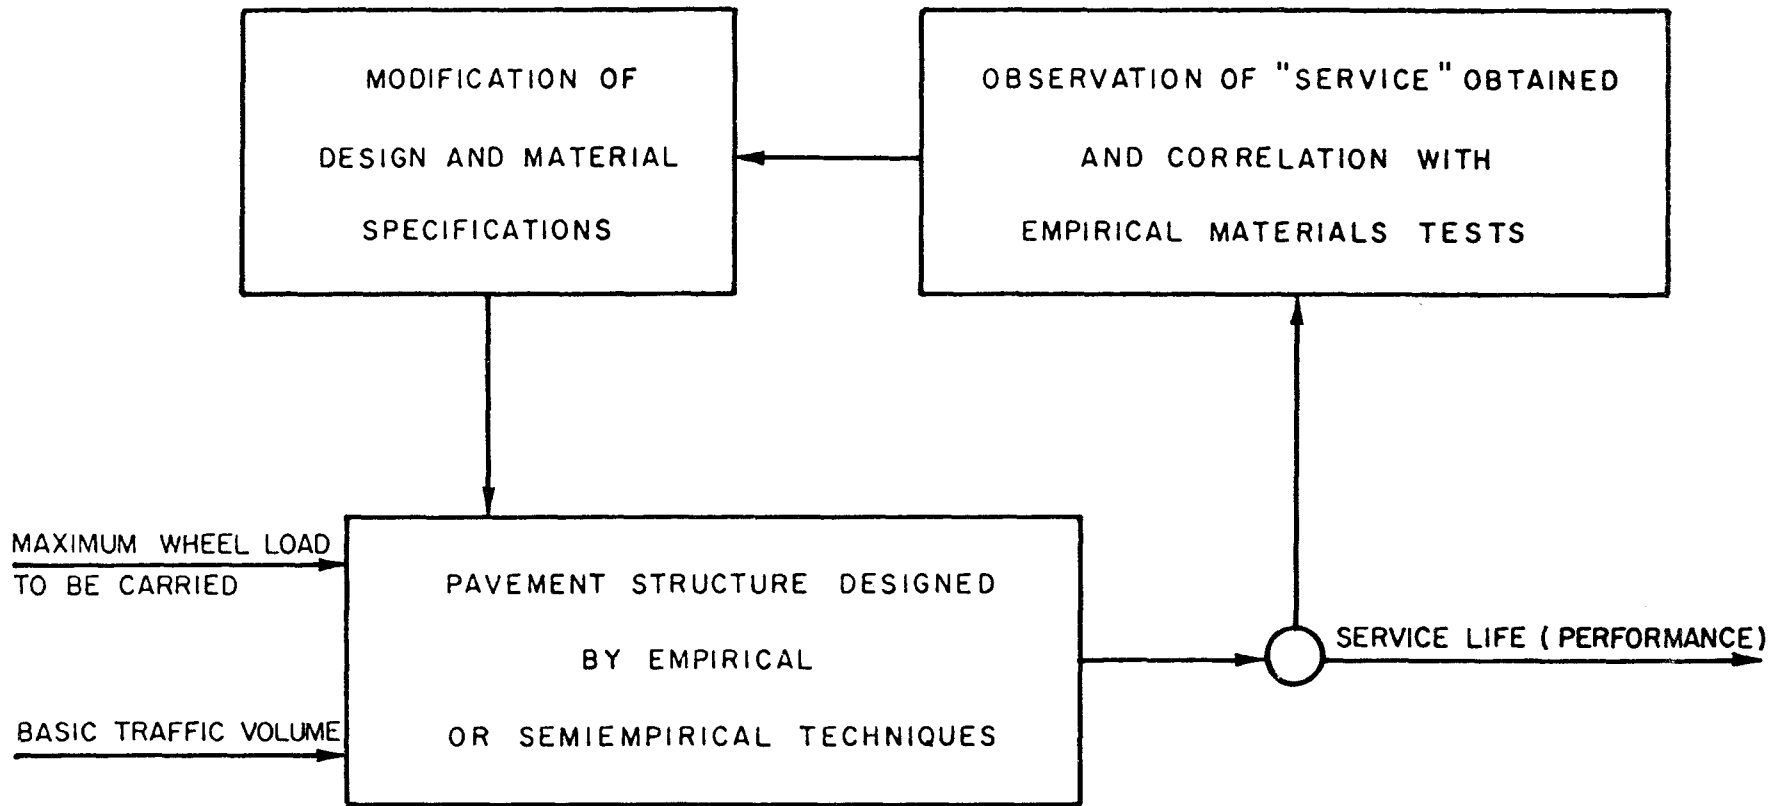 MODIFICATION OF
DESIGN AND MATERIAL
SPECIFICATIONS
OBSERVATION OF "SERVICE" OBTAINED
AND CORRELATION WITH
EMPIRICAL MATERIALS TESTS
MAXIMUM WHEEL LOAD
TO BE CARRIED
BASIC TRAFFIC VOLUME
PAVEMENT STRUCTURE DESIGNED
BY EMPIRICAL
OR SEMIEMPIRICAL TECHNIQUES
SERVICE LIFE (PERFORMANCE)